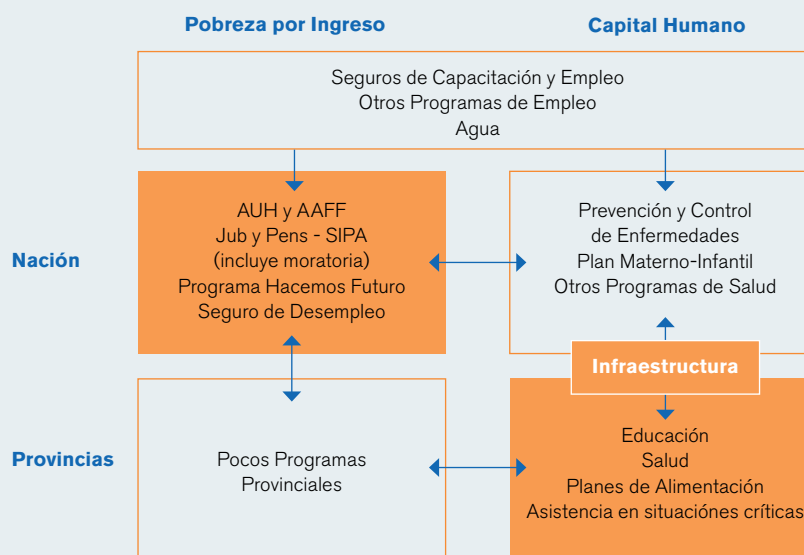 Pobreza por Ingreso
Capital Humano
Seguros de Capacitación y Empleo
Otros Programas de Empleo
Agua
Nación
AUH y AAFF
Jub y Pens - SIPA
(incluye moratoria)
Programa Hacemos Futuro
Seguro de Desempleo
Prevención y Control
de Enfermedades
Plan Materno-Infantil
Otros Programas de Salud
Infraestructura
Provincias
Pocos Programas
Provinciales
Educación
Salud
Planes de Alimentación
Asistencia en situaciónes críticas